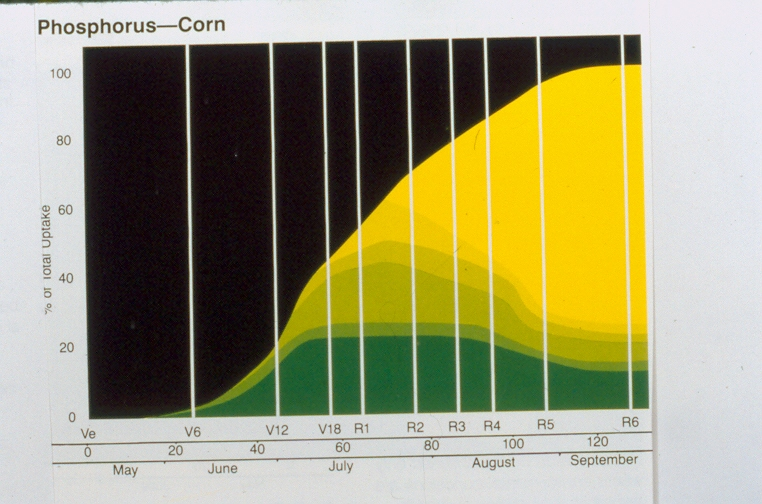 Phosphorus—Corn
100
80
60
40
20
0
% of Total Uptake
Ve V6 V12 V18 R1 R2 R3 R4 R5 R6
0 20 40 60 80 100 120
May June July August September